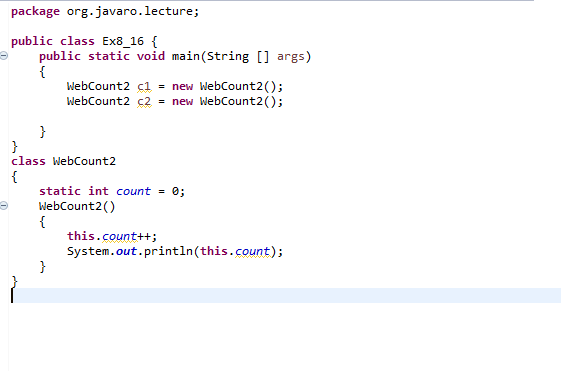 package org.javaro.lecture;
public class Ex8_16 {
public static void main(String [] args)
{
WebCount2 c1 = new WebCount2();
WebCount2 c2 = new WebCount2();
}
}
class WebCount2
{
static int count = 0;
WebCount2()
{
this.count++;
System.out.println(this.count);
}
}